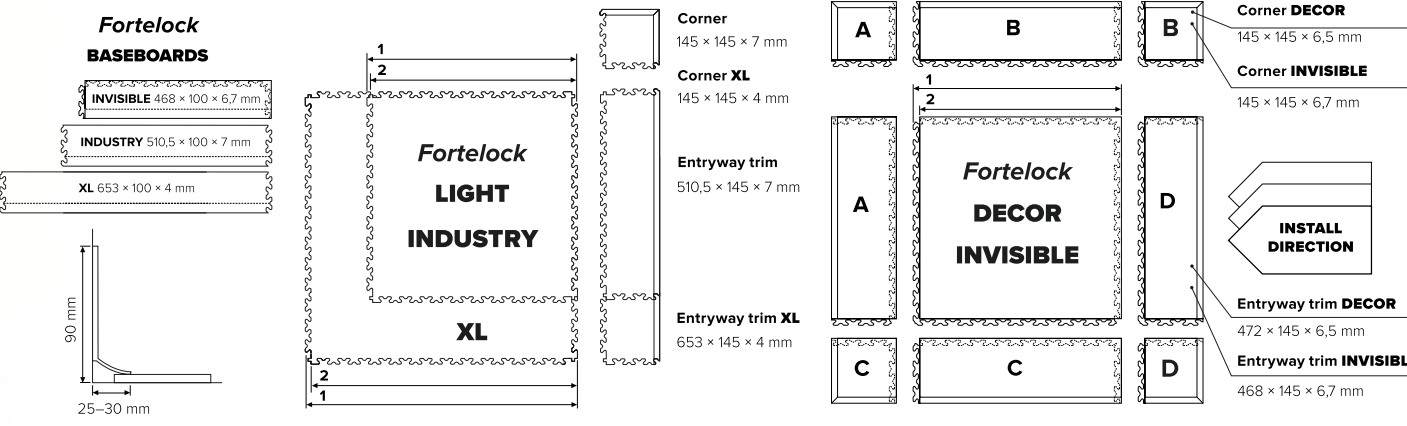 Fortelock
BASEBOARDS
INVISIBLE 468 × 100 × 6,7 mm
INDUSTRY 510,5 × 100 × 7 mm
XL 653 × 100 × 4 mm
90 mm
25–30 mm
1
2
Fortelock
LIGHT
INDUSTRY
XL
2
1
Corner
145 × 145 × 7 mm
Corner XL
145 × 145 × 4 mm
Entryway trim
510,5 × 145 × 7 mm
Entryway trim XL
653 × 145 × 4 mm
A
B
B
1
2
A
Fortelock
DECOR
INVISIBLE
D
C
C
D
Corner DECOR
145 × 145 × 6,5 mm
Corner INVISIBLE
145 × 145 × 6,7 mm
INSTALL
DIRECTION
Entryway trim DECOR
472 × 145 × 6,5 mm
Entryway trim INVISIBL
468 × 145 × 6,7 mm